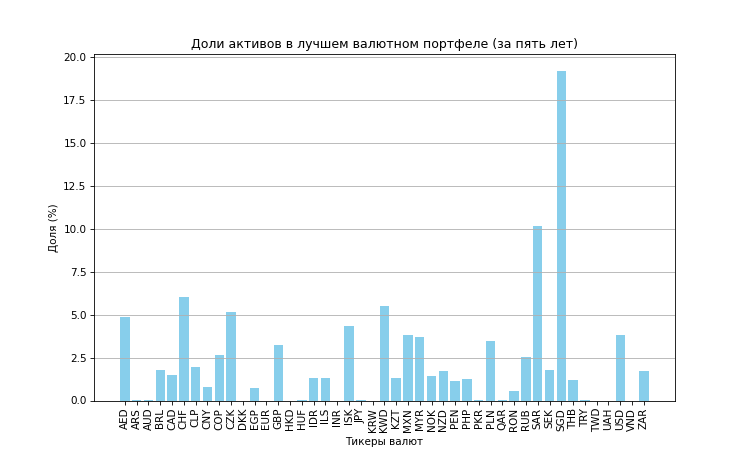 Доли активов в лучшем валютном портфеле (за пять лет)
20.0
17.5
15.0
12.5
10.0
7.5
5.0
2.5
0.0
Доля (%)
AED ARS AUD BRL CAD CHF CLP CNY COP CZK DKK EGP EUR GBP HKD HUF IDR ILS INR ISK JPY KRW KWD KZT MXN MYR NOK NZD PEN PHP PKR PLN QAR RON RUB SAR SEK SGD THB TRY TWD UAH USD VND ZAR
Тикеры валют